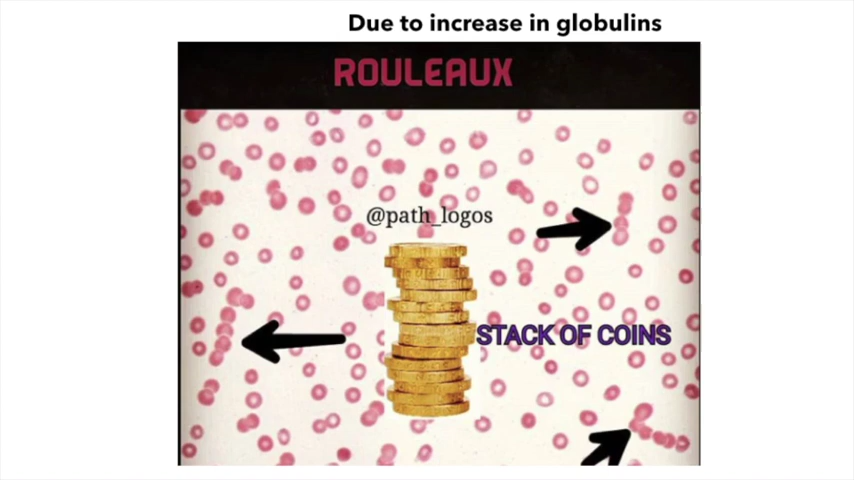 Due to increase in globulins
ROULEAUX
@path_logos
STACK OF COINS